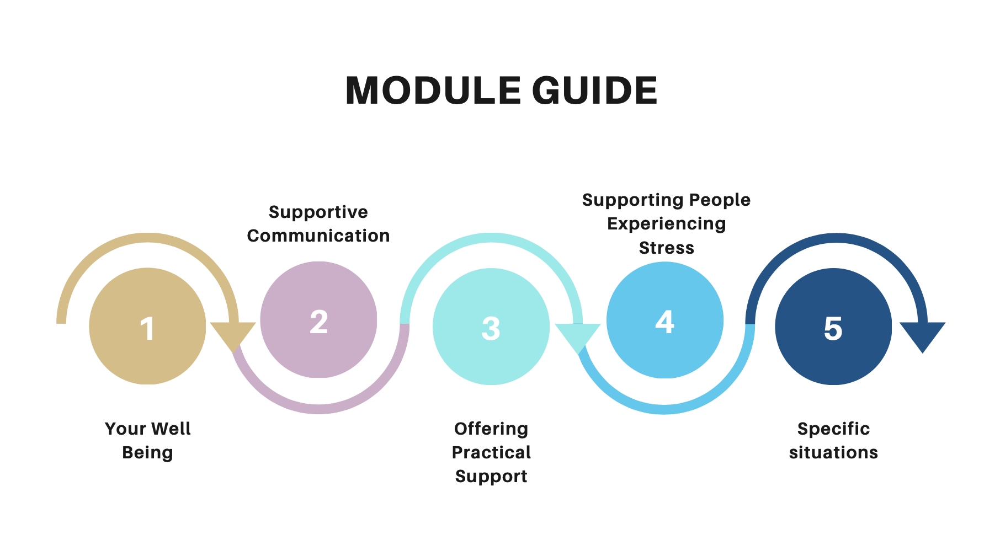 MODULE GUIDE
1
Your Well
Being
Supportive
Communication
2
3
Offering
Practical
Support
Supporting People
Experiencing
Stress
4
5
Specific
situations